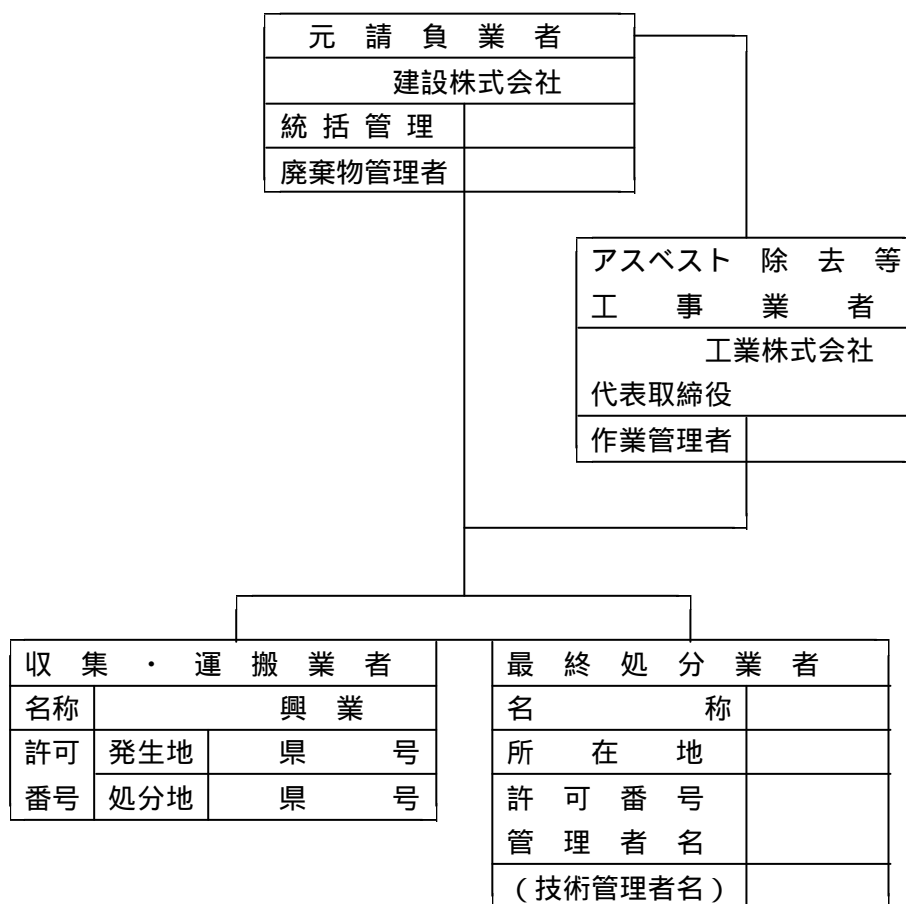 元請負業者
建設株式会社
統括管理
廃棄物管理者
アスベスト除去等
工事業者
工業株式会社
代表取締役
作業管理者
収集・運搬業者
名称 興業
許可 発生地 県 号
番号 処分地 県 号
最終処分業者
名称
所在地
許可番号
管理者名
(技術管理者名)